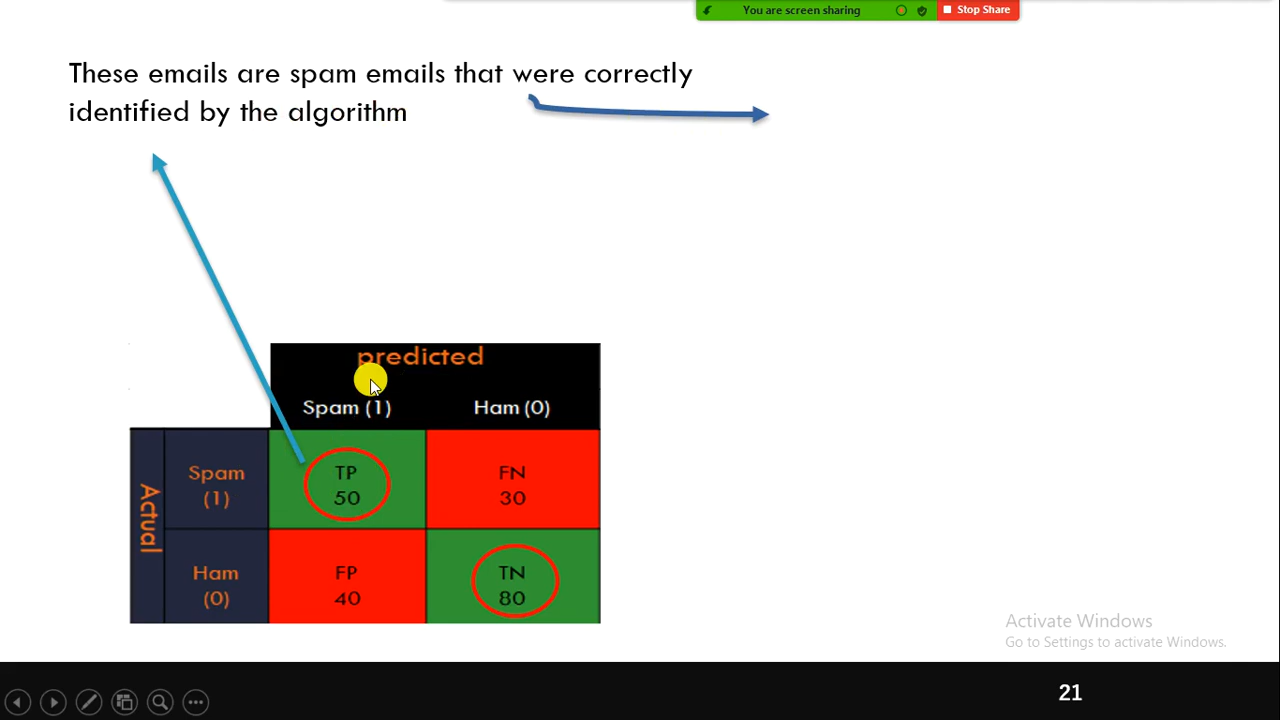 You are screen sharing
Stop Share
These emails are spam emails that were correctly
identified by the algorithm
predicted
Spam (1)
Ham (0)
Actual
Spam
(1)
TP
50
FN
30
Ham
(0)
FP
40
TN
80
Activate Windows
Go to Settings to activate Windows.
21